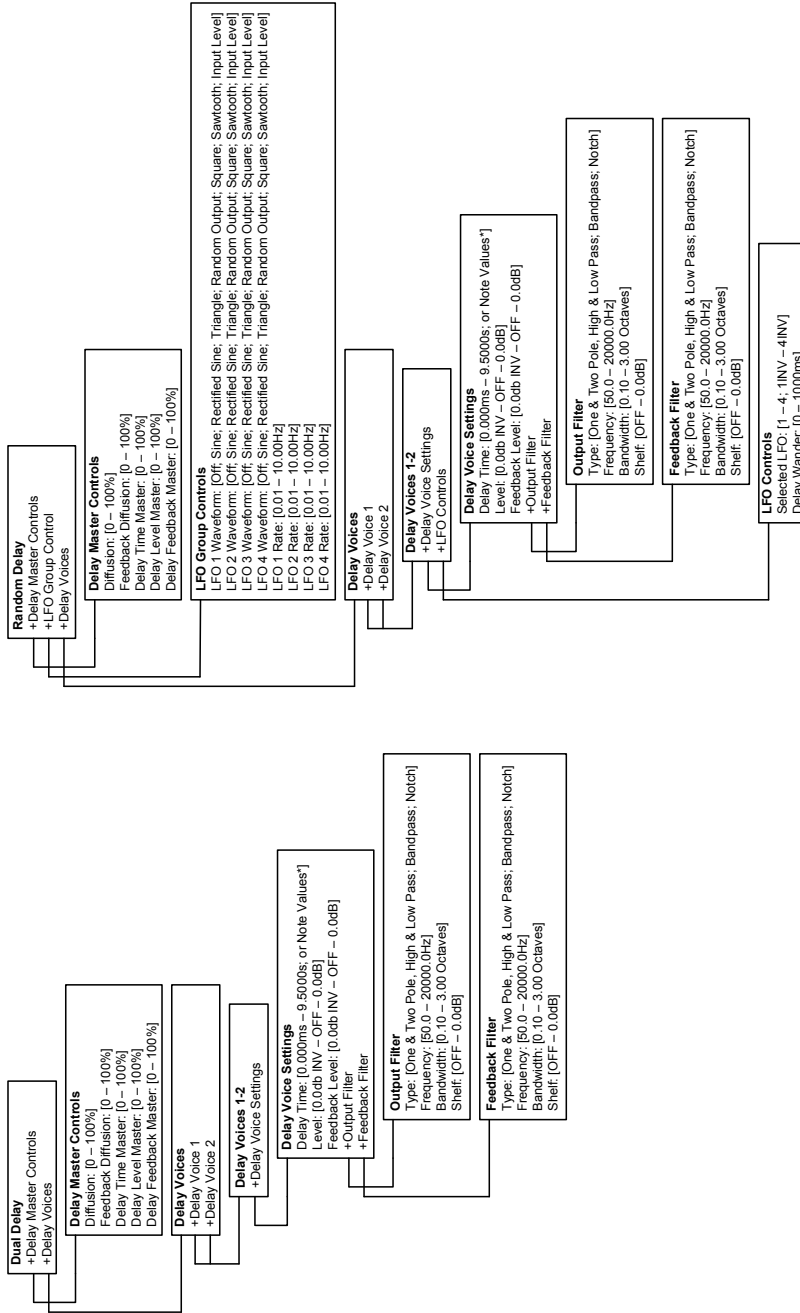 Dual Delay
+Delay Master Controls
+Delay Voices
Delay Master Controls
Diffusion: [0 – 100%]
Feedback Diffusion: [0 – 100%]
Delay Time Master: [0 – 100%]
Delay Level Master: [0 – 100%]
Delay Feedback Master: [0 – 100%]
Delay Voices
+Delay Voice 1
+Delay Voice 2
Delay Voices 1-2
+Delay Voice Settings
Delay Voice Settings
Delay Time: [0.000ms – 9.5000s; or Note Values*]
Level: [0.0db INV – OFF – 0.0dB]
Feedback Level: [0.0db INV – OFF – 0.0dB]
+Output Filter
+Feedback Filter
Output Filter
Type: [One & Two Pole, High & Low Pass; Bandpass; Notch]
Frequency: [50.0 – 20000.0Hz]
Bandwidth: [0.10 – 3.00 Octaves]
Shelf: [OFF – 0.0dB]
Feedback Filter
Type: [One & Two Pole, High & Low Pass; Bandpass; Notch]
Frequency: [50.0 – 20000.0Hz]
Bandwidth: [0.10 – 3.00 Octaves]
Shelf: [OFF – 0.0dB]
Random Delay
+Delay Master Controls
+LFO Group Control
+Delay Voices
Delay Master Controls
Diffusion: [0 – 100%]
Feedback Diffusion: [0 – 100%]
Delay Time Master: [0 – 100%]
Delay Level Master: [0 – 100%]
Delay Feedback Master: [0 – 100%]
LFO Group Controls
LFO 1 Waveform: [Off; Sine; Rectified Sine; Triangle; Random Output; Square; Sawtooth; Input Level]
LFO 2 Waveform: [Off; Sine; Rectified Sine; Triangle; Random Output; Square; Sawtooth; Input Level]
LFO 3 Waveform: [Off; Sine; Rectified Sine; Triangle; Random Output; Square; Sawtooth; Input Level]
LFO 4 Waveform: [Off; Sine; Rectified Sine; Triangle; Random Output; Square; Sawtooth; Input Level]
LFO 1 Rate: [0.01 – 10.00Hz]
LFO 2 Rate: [0.01 – 10.00Hz]
LFO 3 Rate: [0.01 – 10.00Hz]
LFO 4 Rate: [0.01 – 10.00Hz]
Delay Voices
+Delay Voice 1
+Delay Voice 2
Delay Voices 1-2
+Delay Voice Settings
+LFO Controls
Delay Voice Settings
Delay Time: [0.000ms – 9.5000s; or Note Values*]
Level: [0.0db INV – OFF – 0.0dB]
Feedback Level: [0.0db INV – OFF – 0.0dB]
+Output Filter
+Feedback Filter
Output Filter
Type: [One & Two Pole, High & Low Pass; Bandpass; Notch]
Frequency: [50.0 – 20000.0Hz]
Bandwidth: [0.10 – 3.00 Octaves]
Shelf: [OFF – 0.0dB]
Feedback Filter
Type: [One & Two Pole, High & Low Pass; Bandpass; Notch]
Frequency: [50.0 – 20000.0Hz]
Bandwidth: [0.10 – 3.00 Octaves]
Shelf: [OFF – 0.0dB]
LFO Controls
Selected LFO: [1 – 4; 1INV – 4INV]
Delay Wander: [0 – 1000ms]